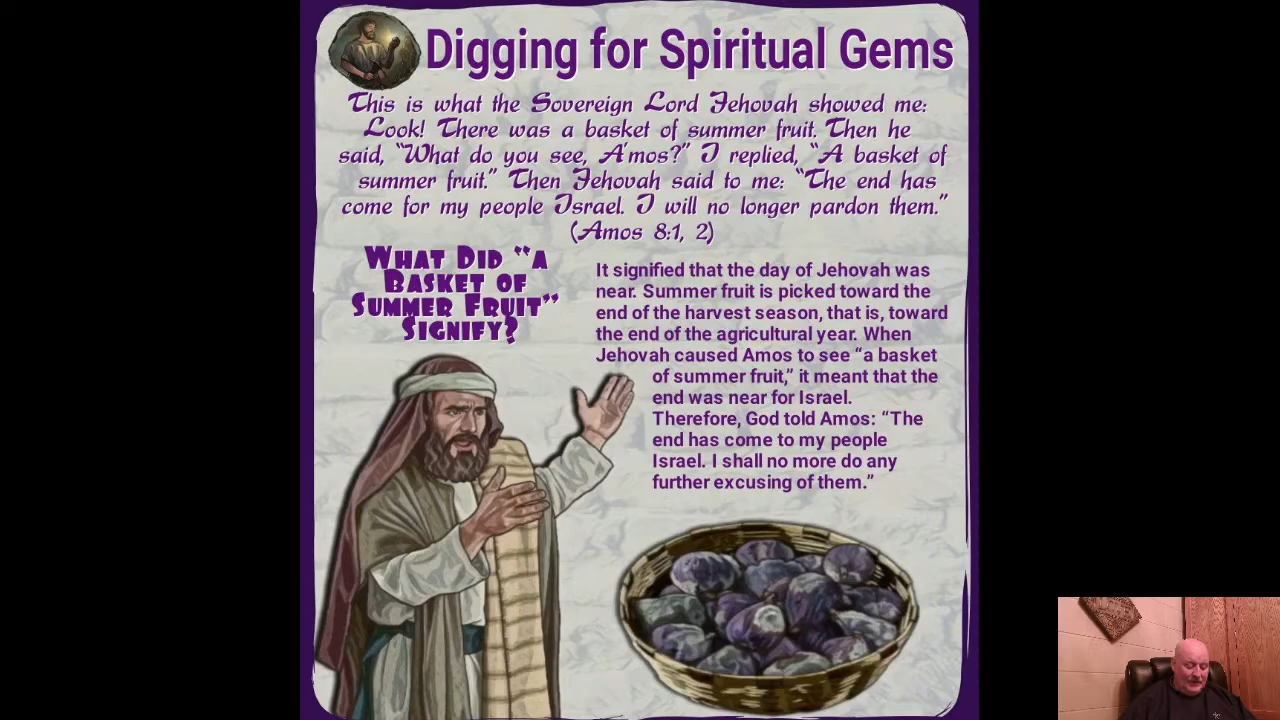 Digging for Spiritual Gems
This is what the Sovereign Lord Jehovah showed me:
Look! There was a basket of summer fruit. Then he
said, “What do you see, A′mos?” I replied, “A basket of
summer fruit.” Then Jehovah said to me: “The end has
come for my people Israel. I will no longer pardon them.”
(Amos 8:1, 2)
What Did “a
Basket of
Summer Fruit”
Signify?
It signified that the day of Jehovah was
near. Summer fruit is picked toward the
end of the harvest season, that is, toward
the end of the agricultural year. When
Jehovah caused Amos to see “a basket
of summer fruit,” it meant that the
end was near for Israel.
Therefore, God told Amos: “The
end has come to my people
Israel. I shall no more do any
further excusing of them.”